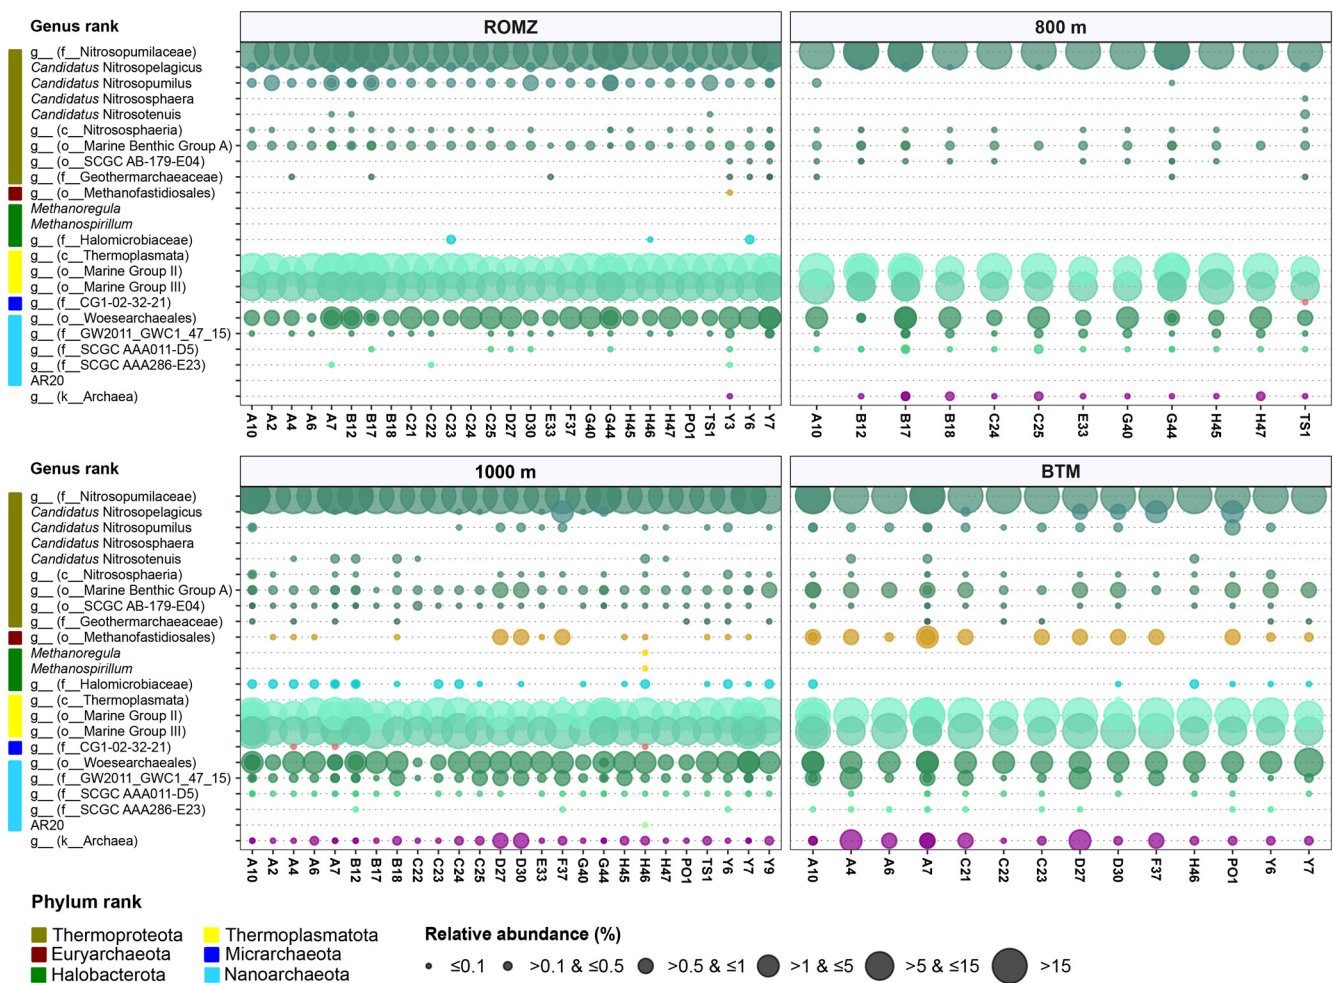 Genus rank
ROMZ
800 m
g__ (f__Nitrosopumilaceae)
Candidatus Nitrosopelagicus
Candidatus Nitrosopumilus
Candidatus Nitrososphaera
Candidatus Nitrosotenuis
g__ (c__Nitrososphaeria)
g__ (o__Marine Benthic Group A)
g__ (o__SCGC AB-179-E04)
g__ (f__Geothermarchaeaceae)
g__ (o__Methanofastidiosales)
Methanoregula
Methanospirillum
g__ (f__Halomicrobiaceae)
g__ (c__Thermoplasmata)
g__ (o__Marine Group II)
g__ (o__Marine Group III)
g__ (f__CG1-02-32-21)
g__ (o__Woesearchaeales)
g__ (f__GW2011_GWC1_47_15)
g__ (f__SCGC AAA011-D5)
g__ (f__SCGC AAA286-E23)
AR20
g__ (k__Archaea)
A10 A2 A4 A6 A7 B12 B17 B18 C21 C22 C23 C24 C25 D27 D30 E33 F37 G40 G44 H45 H46 H47 PO1 TS1 Y3 Y6 Y7
A10 B12 B17 B18 C24 C25 E33 G40 G44 H45 H47 TS1
Genus rank
1000 m
BTM
g__ (f__Nitrosopumilaceae)
Candidatus Nitrosopelagicus
Candidatus Nitrosopumilus
Candidatus Nitrososphaera
Candidatus Nitrosotenuis
g__ (c__Nitrososphaeria)
g__ (o__Marine Benthic Group A)
g__ (o__SCGC AB-179-E04)
g__ (f__Geothermarchaeaceae)
g__ (o__Methanofastidiosales)
Methanoregula
Methanospirillum
g__ (f__Halomicrobiaceae)
g__ (c__Thermoplasmata)
g__ (o__Marine Group II)
g__ (o__Marine Group III)
g__ (f__CG1-02-32-21)
g__ (o__Woesearchaeales)
g__ (f__GW2011_GWC1_47_15)
g__ (f__SCGC AAA011-D5)
g__ (f__SCGC AAA286-E23)
AR20
g__ (k__Archaea)
A10 A2 A4 A6 A7 B12 B17 B18 C22 C23 C24 C25 D27 D30 E33 F37 G40 G44 H45 H46 H47 PO1 TS1 Y6 Y7 Y9
A10 A4 A6 A7 C21 C22 C23 D27 D30 F37 H46 PO1 Y6 Y7
Phylum rank
Thermoproteota
Thermoplasmatota
Euryarchaeota
Micrarchaeota
Halobacterota
Nanoarchaeota
Relative abundance (%)
≤0.1 >0.1 & ≤0.5 >0.5 & ≤1 >1 & ≤5 >5 & ≤15 >15